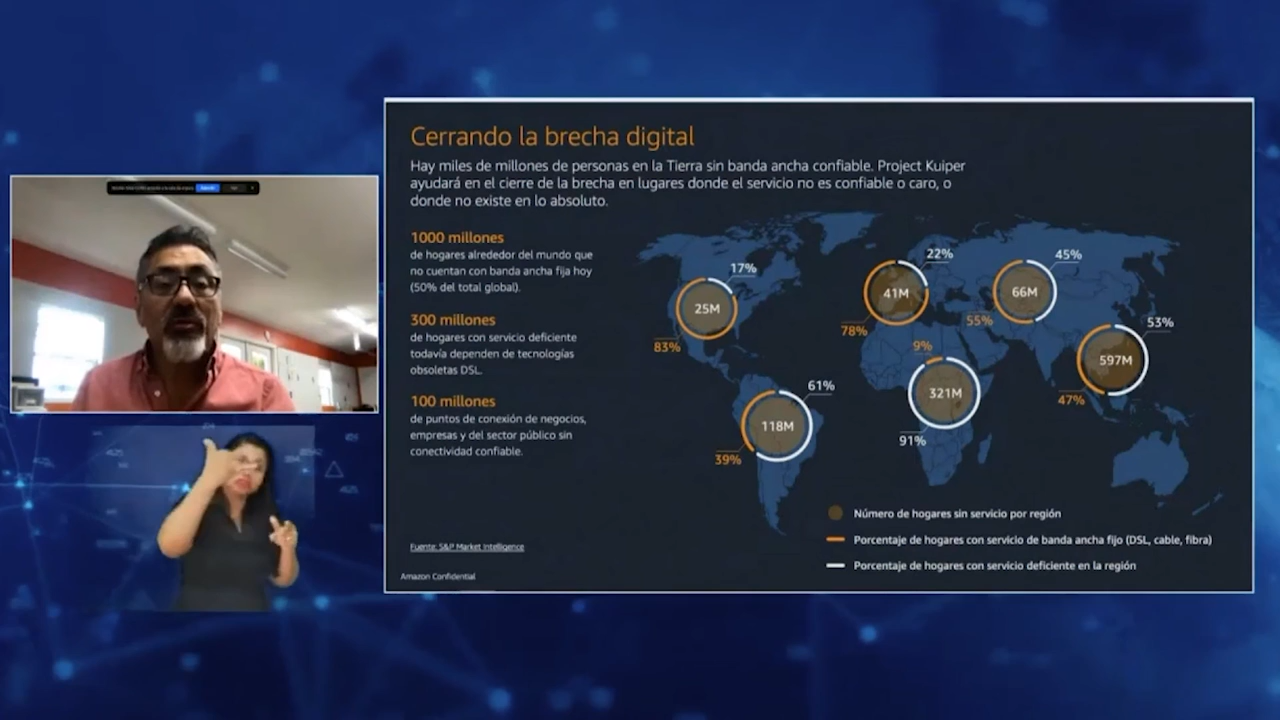 Cerrando la brecha digital
Hay miles de millones de personas en la Tierra sin banda ancha confiable. Project Kuiper
ayudará en el cierre de la brecha en lugares donde el servicio no es confiable o caro, o
donde no existe en lo absoluto.
1000 millones
de hogares alrededor del mundo que
no cuentan con banda ancha fija hoy
(50% del total global).
300 millones
de hogares con servicio deficiente
todavía dependen de tecnologías
obsoletas DSL.
100 millones
de puntos de conexión de negocios,
empresas y del sector público sin
conectividad confiable.
Fuente: S&P Market Intelligence
Amazon Confidential
17%
25M
83%
22%
41M
78%
45%
66M
55%
53%
597M
47%
9%
321M
91%
61%
118M
39%
Número de hogares sin servicio por región
Porcentaje de hogares con servicio de banda ancha fijo (DSL, cable, fibra)
Porcentaje de hogares con servicio deficiente en la región